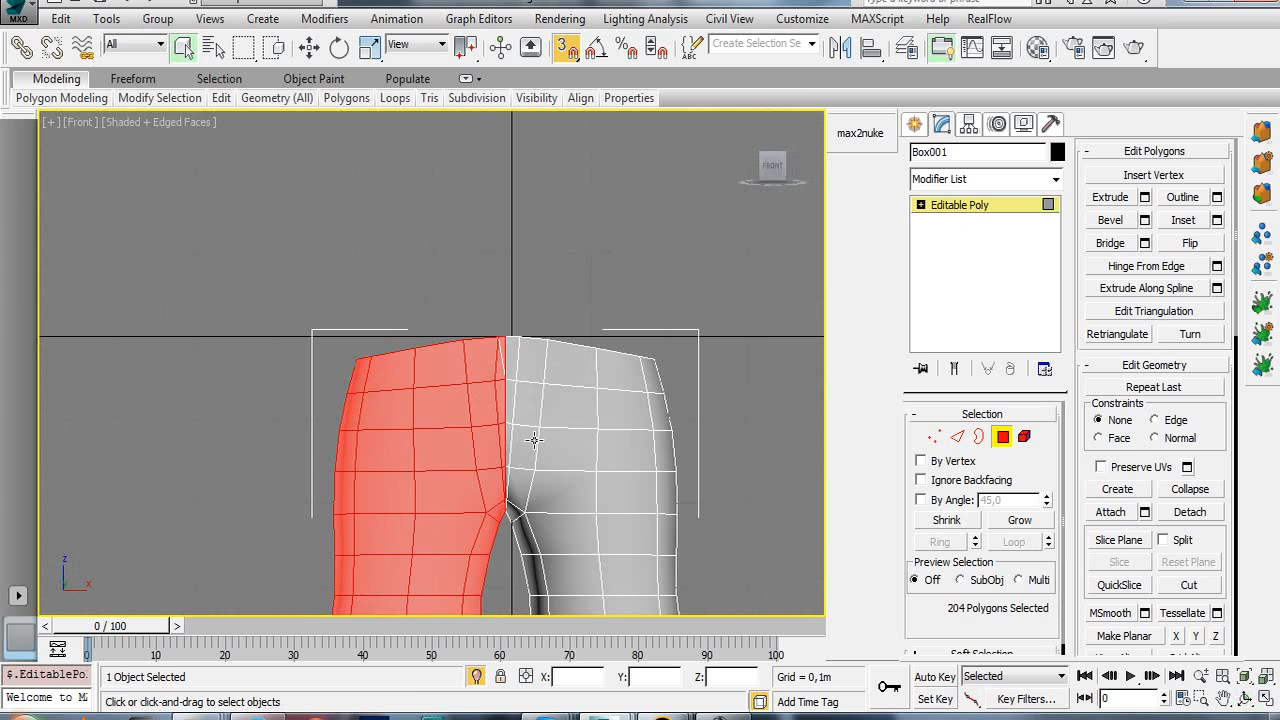 MXD
Edit Tools Group Views Create Modifiers Animation Graph Editors Rendering Lighting Analysis Civil View Customize MAXScript Help RealFlow
All View 3 ABC Create Selection Se
Modeling Freeform Selection Object Paint Populate
Polygon Modeling Modify Selection Edit Geometry (All) Polygons Loops Tris Subdivision Visibility Align Properties
[+] [Front ] [Shaded + Edged Faces ]
FRONT
max2nuke
Box001
Modifier List
Editable Poly
Selection
By Vertex
Ignore Backfacing
By Angle: 45,0
Shrink Grow
Ring Loop
Preview Selection
Off SubObj Multi
204 Polygons Selected
Edit Polygons
Insert Vertex
Extrude Outline
Bevel Inset
Bridge Flip
Hinge From Edge
Extrude Along Spline
Edit Triangulation
Retriangulate Turn
Edit Geometry
Repeat Last
Constraints
None Edge
Face Normal
Preserve UVs
Create Collapse
Attach Detach
Slice Plane Split
Slice Reset Plane
QuickSlice Cut
MSmooth Tessellate
Make Planar X Y Z
z
x
< 0 / 100 >
0 10 20 30 40 50 60 70 80 90 100
$.EditablePo
Welcome to M
1 Object Selected X: Y: Z: Grid = 0,1m
Click or click-and-drag to select objects Add Time Tag
Auto Key Selected
Set Key Key Filters... 0